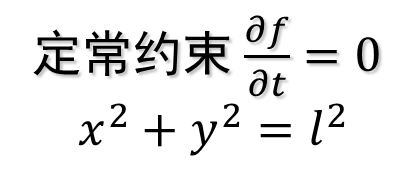 定常约束 ∂f/∂t = 0
x² + y² = l²